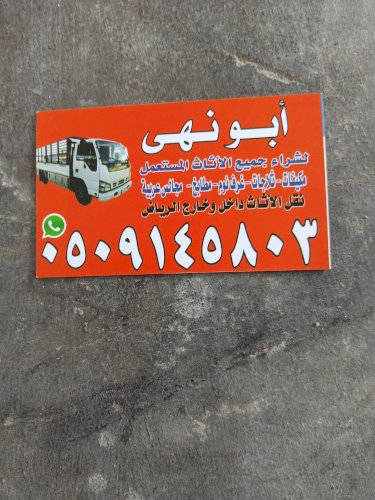 أبو نهى
لشراء جميع الأثاث المستعمل
مكيفات - ثلاجات - غرف نوم - مطابخ - مجالس عربية
نقل الأثاث داخل وخارج الرياض
٠٥٠٩١٤٥٨٠٣